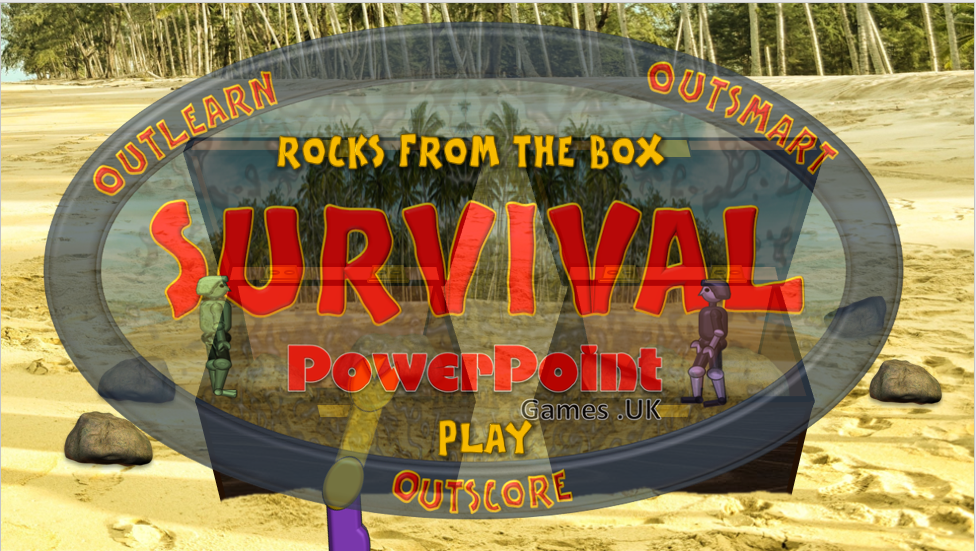 OUTLEARN
OUTSMART
ROCKS FROM THE BOX
SURVIVAL
PowerPoint
Games .UK
PLAY
OUTSCORE